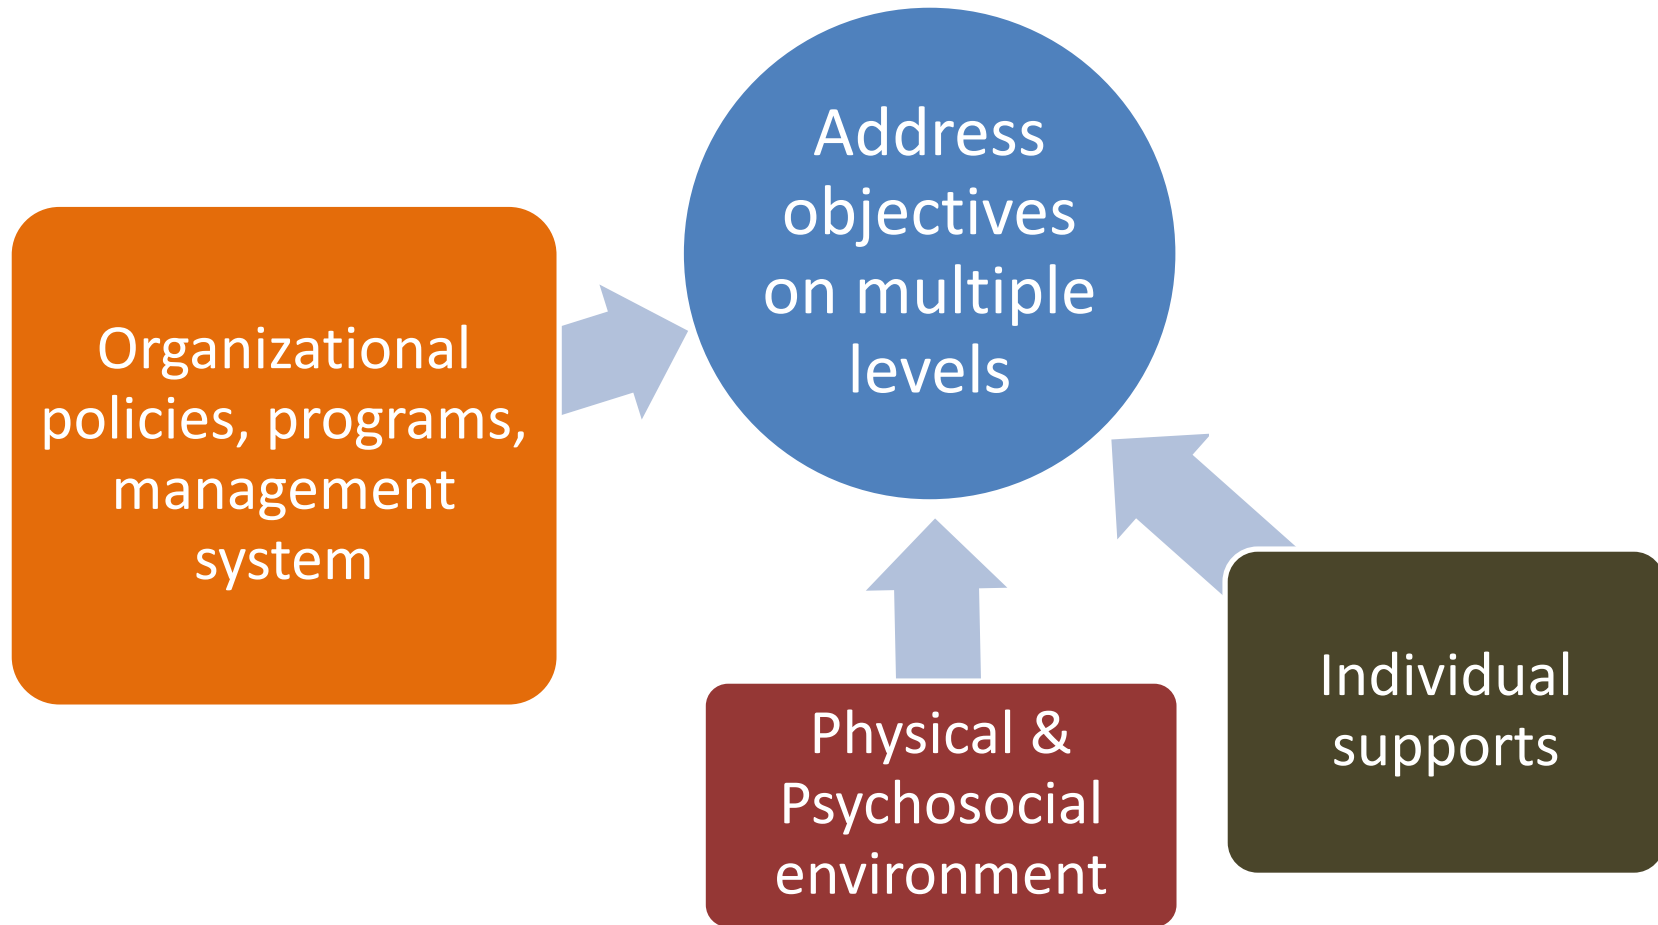 Address
objectives
on multiple
levels
Organizational
policies, programs,
management
system
Physical &
Psychosocial
environment
Individual
supports